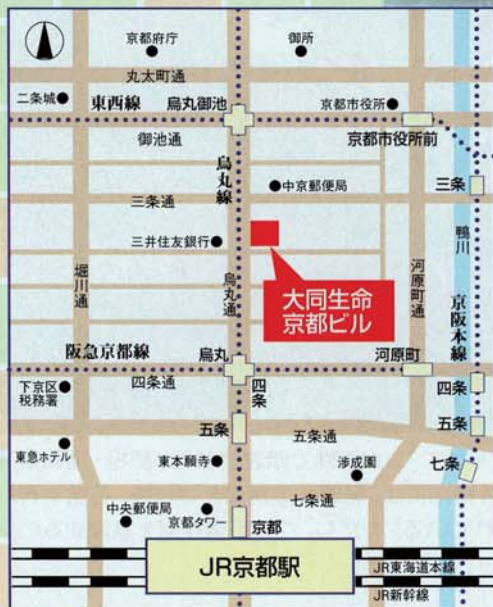 京都府庁
御所
丸太町通
二条城
東西線
烏丸御池
京都市役所
御池通
京都市役所前
烏丸線
中京郵便局
三条
三条通
鴨川
三井住友銀行
堀川通
烏丸通
大同生命
京都ビル
河原町通
京阪本線
阪急京都線
烏丸
河原町
四条通
四条
四条
下京区
税務署
五条
五条通
五条
東急ホテル
東本願寺
渉成園
七条
七条通
中央郵便局
京都タワー
京都
JR京都駅
JR東海道本線
JR新幹線